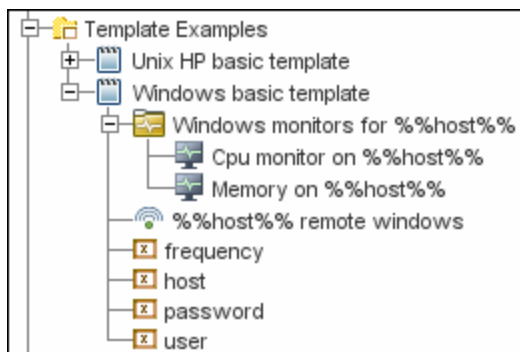 Template Examples
Unix HP basic template
Windows basic template
Windows monitors for %%host%%
Cpu monitor on %%host%%
Memory on %%host%%
%%host%% remote windows
frequency
host
password
user